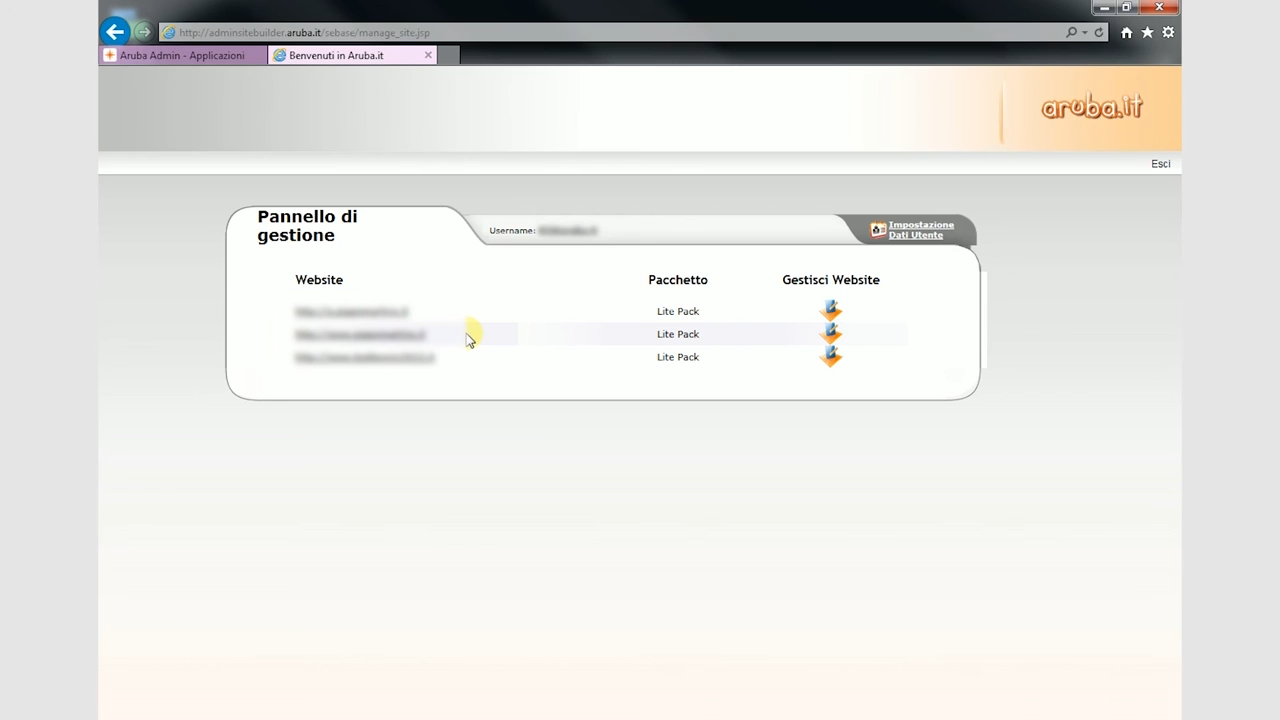 http://adminsitebuilder.aruba.it/sebase/manage_site.jsp
Aruba Admin - Applicazioni
Benvenuti in Aruba.it
aruba.it
Esci
Pannello di
gestione
Username:
Impostazione
Dati Utente
Website Pacchetto Gestisci Website
Lite Pack
Lite Pack
Lite Pack